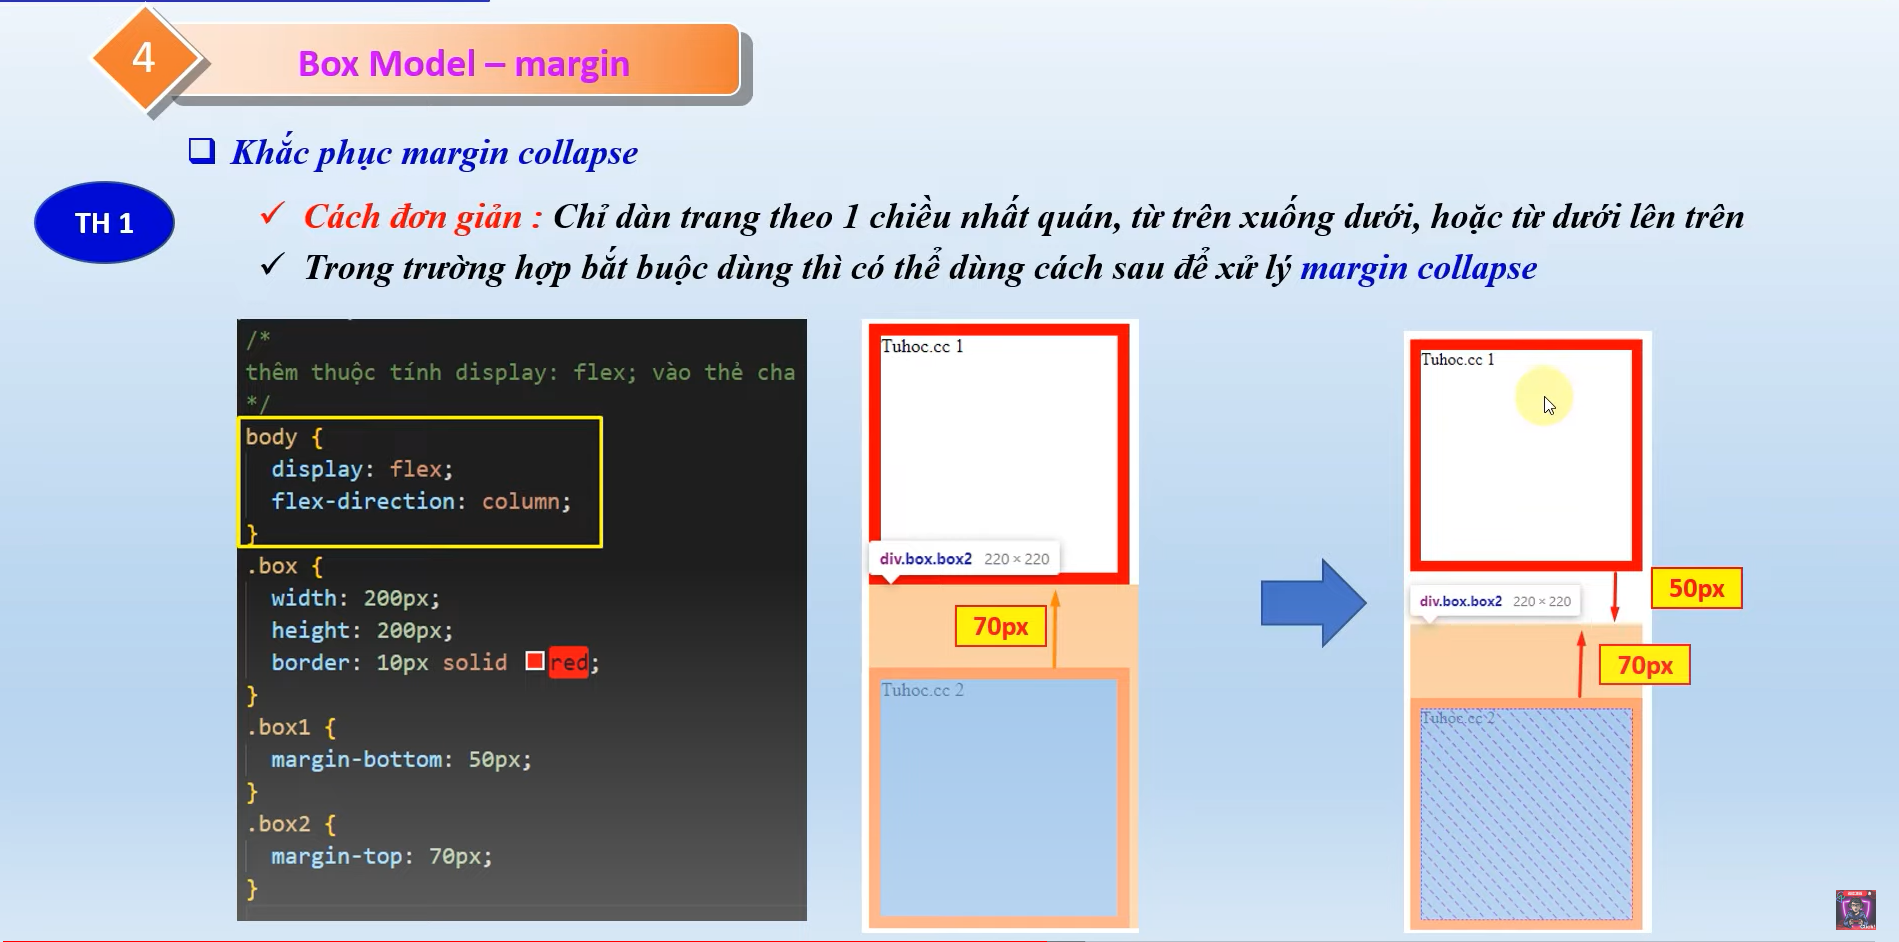 4
Box Model – margin
Khắc phục margin collapse
TH 1
Cách đơn giản : Chỉ dàn trang theo 1 chiều nhất quán, từ trên xuống dưới, hoặc từ dưới lên trên
Trong trường hợp bắt buộc dùng thì có thể dùng cách sau để xử lý margin collapse
/*
thêm thuộc tính display: flex; vào thẻ cha
*/
body {
display: flex;
flex-direction: column;
}
.box {
width: 200px;
height: 200px;
border: 10px solid red;
}
.box1 {
margin-bottom: 50px;
}
.box2 {
margin-top: 70px;
}
Tuhoc.cc 1
div.box.box2 220 × 220
70px
Tuhoc.cc 2
Tuhoc.cc 1
50px
div.box.box2 220 × 220
70px
Tuhoc.cc 2